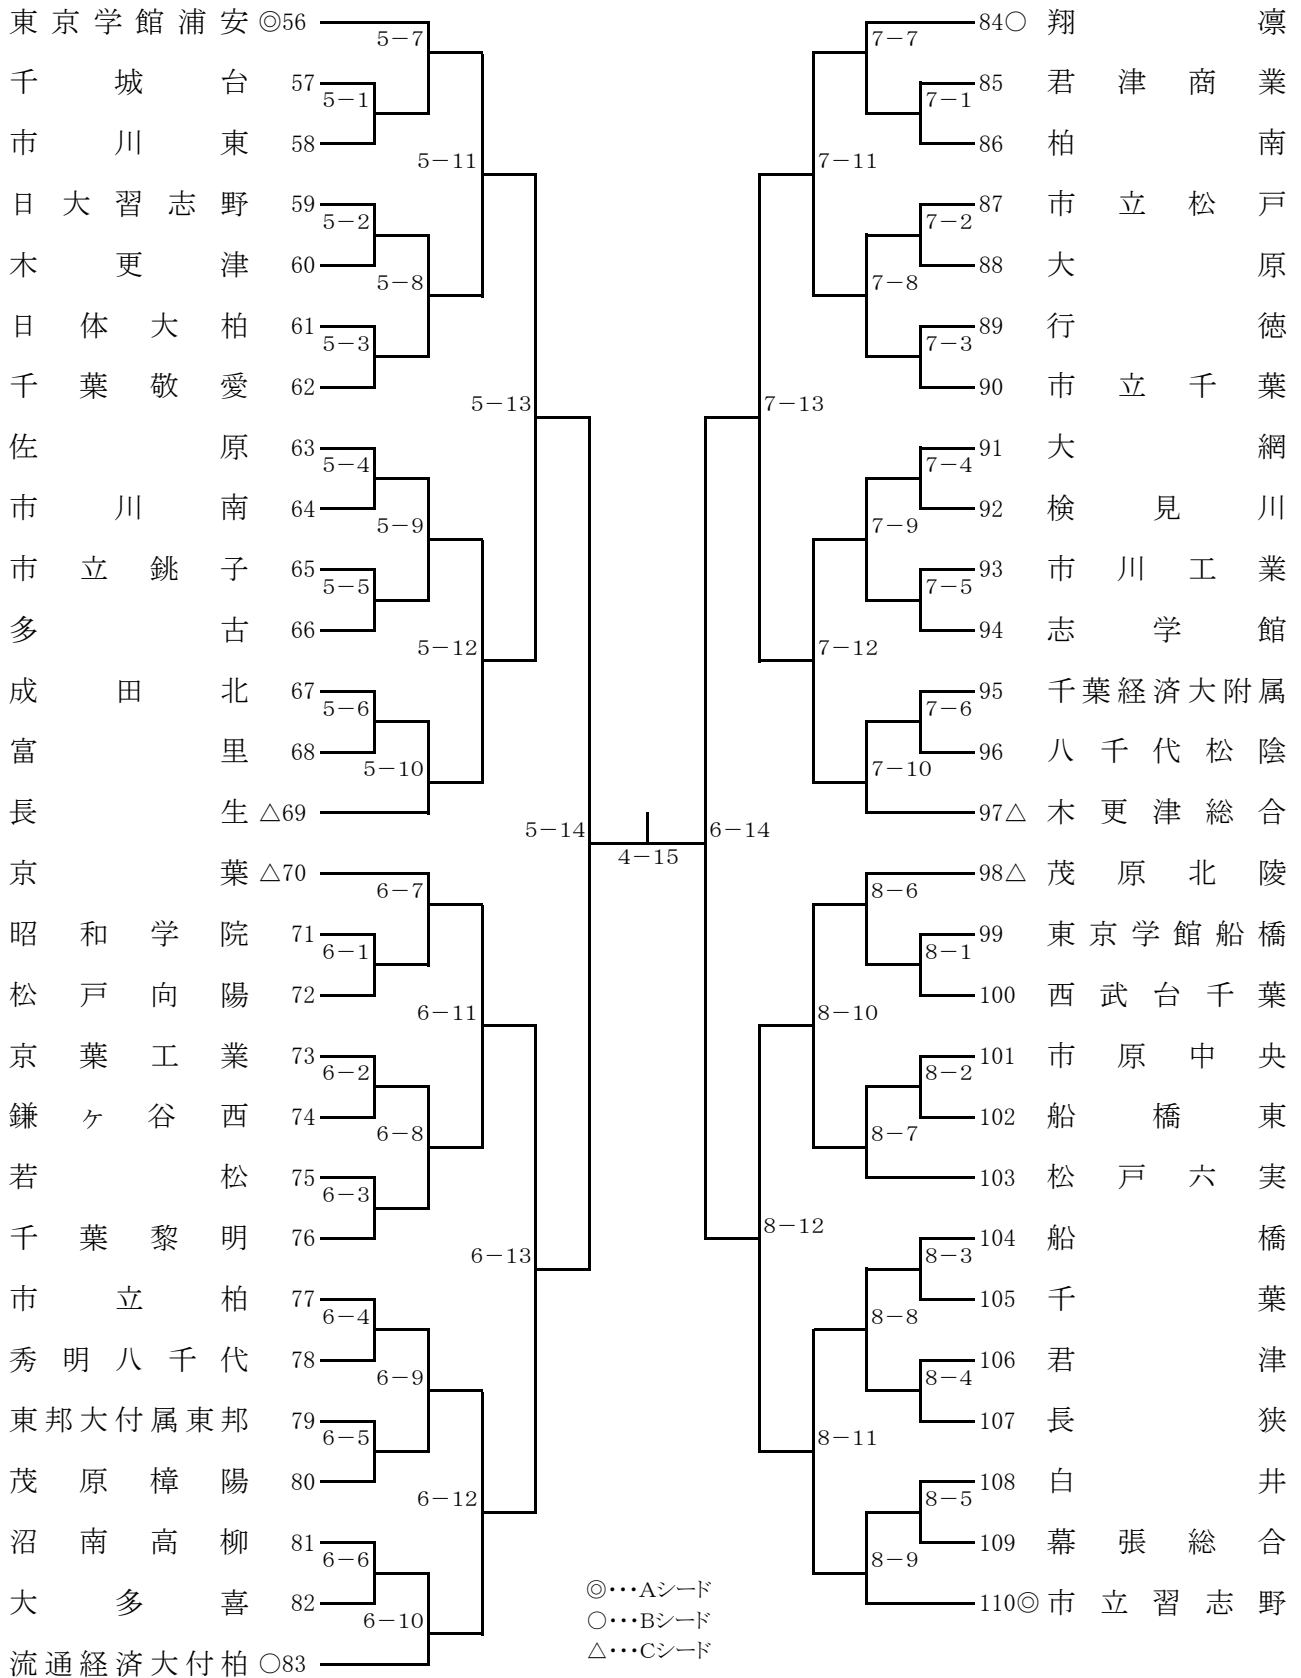 東京学館浦安 ◎56
5-7
千城台 57
5-1
市川東 58
5-11
日大習志野 59
5-2
木更津 60
5-8
日体大柏 61
5-3
千葉敬愛 62
5-13
佐原 63
5-4
市川南 64
5-9
市立銚子 65
5-5
多古 66
5-12
成田北 67
5-6
富里 68
5-10
長生 △69
5-14
京葉 △70
6-7
昭和学院 71
6-1
松戸向陽 72
6-11
京葉工業 73
6-2
鎌ヶ谷西 74
6-8
若松 75
6-3
千葉黎明 76
6-13
市立柏 77
6-4
秀明八千代 78
6-9
東邦大付属東邦 79
6-5
茂原樟陽 80
6-12
沼南高柳 81
6-6
大多喜 82
6-10
流通経済大付柏 ○83
4-15
84○ 翔凛
7-7
85 君津商業
7-1
86 柏南
7-11
87 市立松戸
7-2
88 大原
7-8
89 行徳
7-3
90 市立千葉
7-13
91 大網
7-4
92 検見川
7-9
93 市川工業
7-5
94 志学館
7-12
95 千葉経済大附属
7-6
96 八千代松陰
7-10
97△ 木更津総合
6-14
98△ 茂原北陵
8-6
99 東京学館船橋
8-1
100 西武台千葉
8-10
101 市原中央
8-2
102 船橋東
8-7
103 松戸六実
8-12
104 船橋
8-3
105 千葉
8-8
106 君津
8-4
107 長狭
8-11
108 白井
8-5
109 幕張総合
8-9
110◎ 市立習志野
◎・・・Aシード
○・・・Bシード
△・・・Cシード